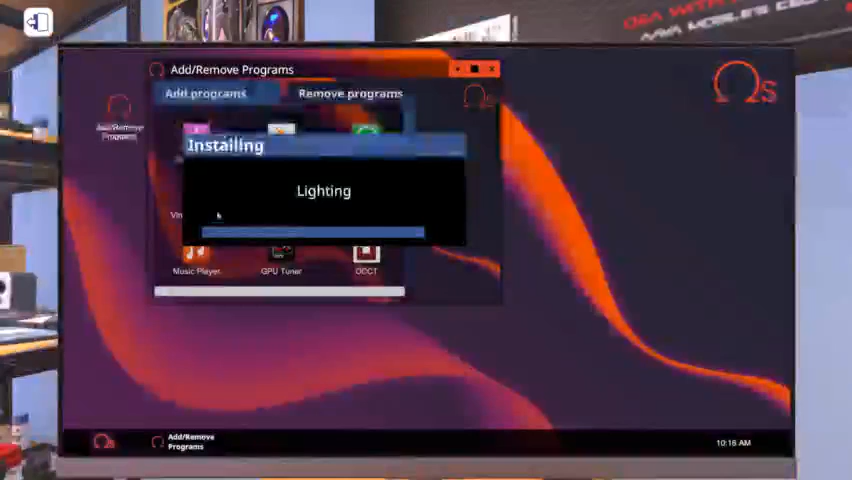 Add/Remove Programs
Add programs
Remove programs
Add/Remove
Programs
Installing
Lighting
Music Player
GPU Tuner
OCCT
Add/Remove
Programs
10:16 AM